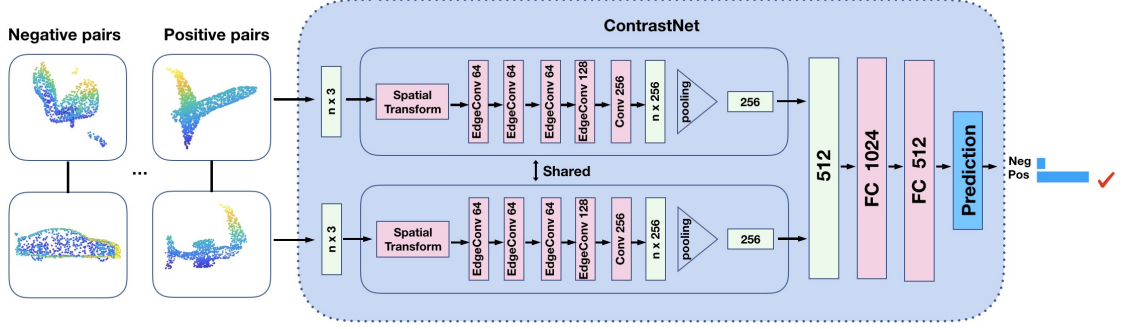 ContrastNet
Negative pairs
Positive pairs
...
n x 3
Spatial
Transform
EdgeConv 64
EdgeConv 64
EdgeConv 64
EdgeConv 128
Conv 256
n x 256
pooling
256
Shared
n x 3
Spatial
Transform
EdgeConv 64
EdgeConv 64
EdgeConv 64
EdgeConv 128
Conv 256
n x 256
pooling
256
512
FC 1024
FC 512
Prediction
Neg
Pos